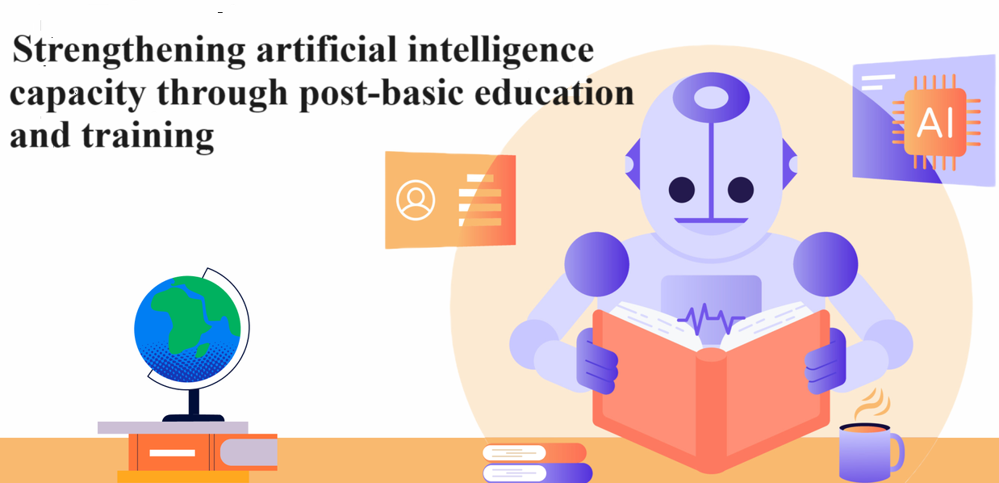 Strengthening artificial intelligence
capacity through post-basic education
and training
AI